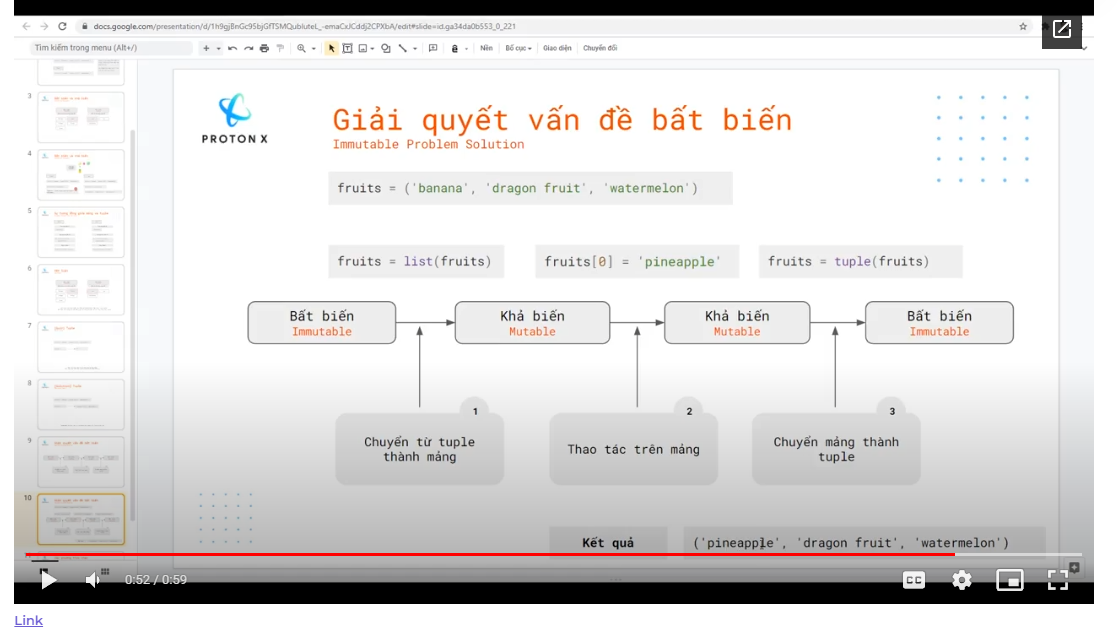 docs.google.com/presentation/d/1h9gjBnGc95bjGfTSMQubIuteL_-emaCxJCddj2CPXbA/edit#slide=id.ga34da0b553_0_221
Tìm kiếm trong menu (Alt+/)
Nền
Bố cục
Giao diện
Chuyển đổi
3
4
5
6
7
8
9
10
PROTON X
Giải quyết vấn đề bất biến
Immutable Problem Solution
fruits = ('banana', 'dragon fruit', 'watermelon')
fruits = list(fruits)
fruits[0] = 'pineapple'
fruits = tuple(fruits)
Bất biến
Immutable
Khả biến
Mutable
Khả biến
Mutable
Bất biến
Immutable
1
Chuyển từ tuple
thành mảng
2
Thao tác trên mảng
3
Chuyển mảng thành
tuple
Kết quả
('pineapple', 'dragon fruit', 'watermelon')
0:52 / 0:59
CC
Link